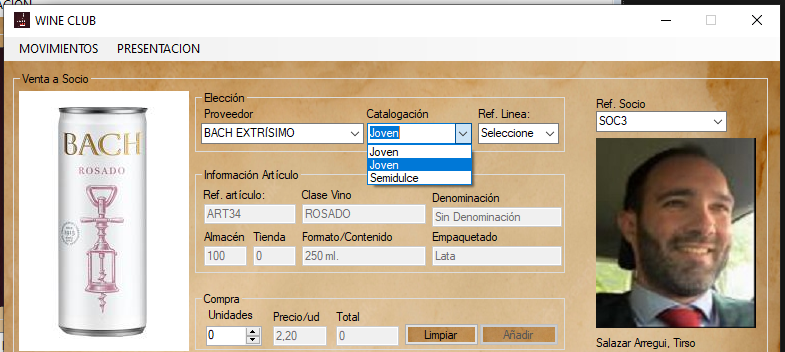 WINE CLUB
MOVIMIENTOS PRESENTACION
Venta a Socio
BACH
ROSADO
Elección
Proveedor Catalogación Ref. Linea:
BACH EXTRÍSIMO Joven Seleccione
Joven
Joven
Semidulce
Información Artículo
Ref. artículo: Clase Vino Denominación
ART34 ROSADO Sin Denominación
Almacén Tienda Formato/Contenido Empaquetado
100 0 250 ml. Lata
Compra
Unidades Precio/ud Total
0 2,20 0 Limpiar Añadir
Ref. Socio
SOC3
Salazar Arregui, Tirso